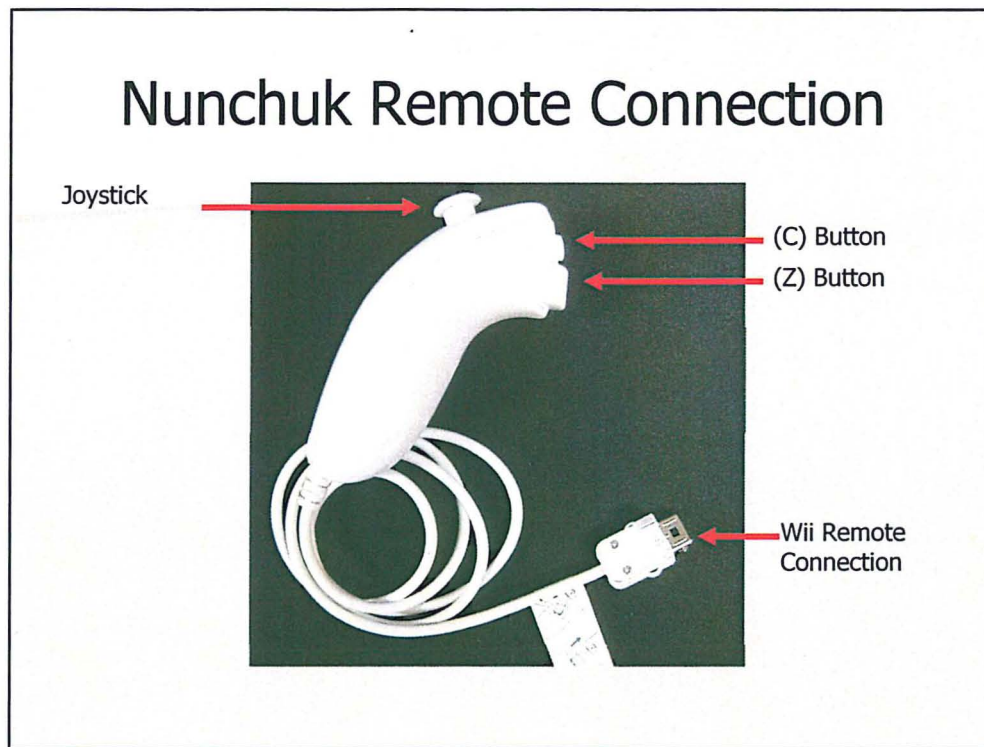 Nunchuk Remote Connection
Joystick
(C) Button
(Z) Button
Wii Remote
Connection